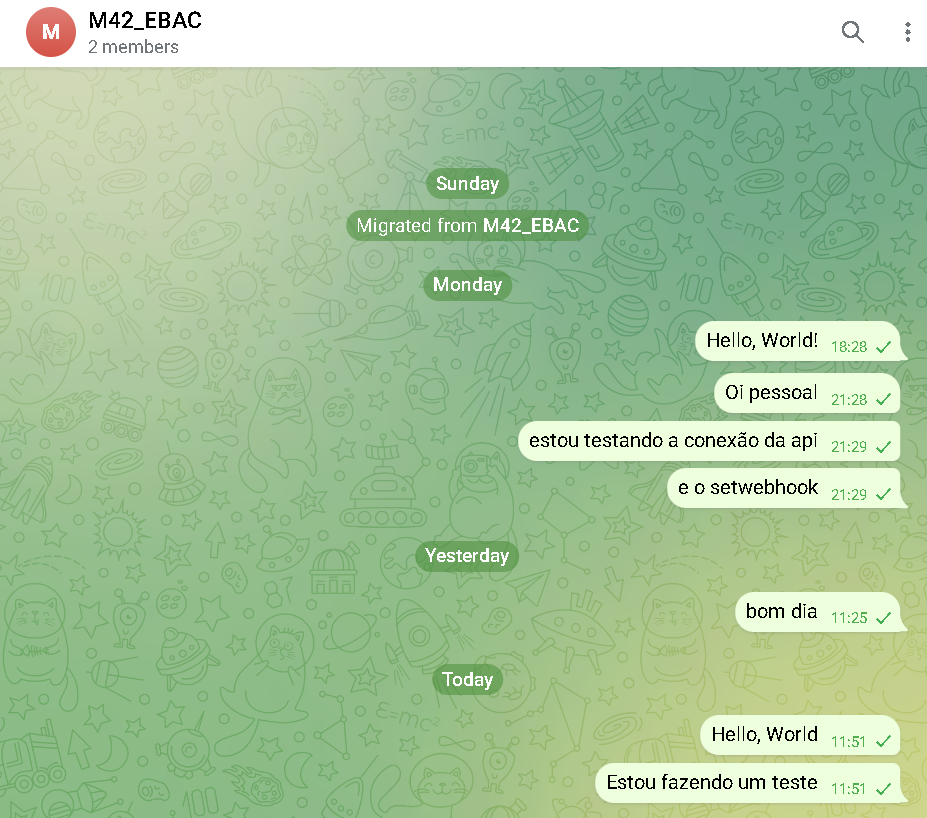 M
M42_EBAC
2 members
E=mc²
Sunday
Migrated from M42_EBAC
Monday
Hello, World! 18:28
Oi pessoal 21:28
estou testando a conexão da api 21:29
e o setwebhook 21:29
Yesterday
bom dia 11:25
Today
Hello, World 11:51
Estou fazendo um teste 11:51